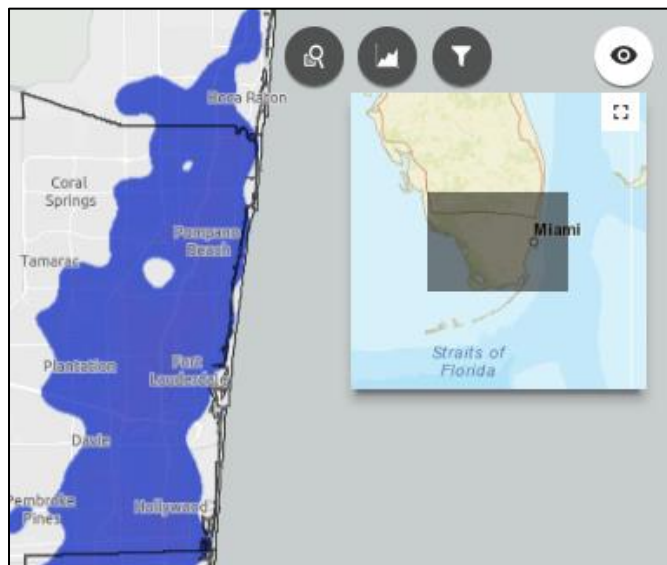 Boca Raton
Coral
Springs
Pompano
Beach
Tamarac
Plantation
Fort
Lauderdale
Davie
Hollywood
Pembroke
Pines
Miami
Straits of
Florida